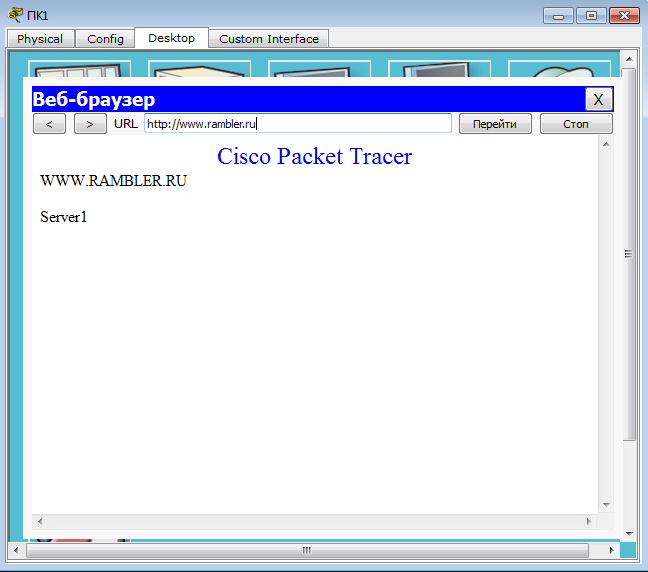 ПК1
Physical Config Desktop Custom Interface
Веб-браузер X
< > URL http://www.rambler.ru Перейти Стоп
Cisco Packet Tracer
WWW.RAMBLER.RU
Server1